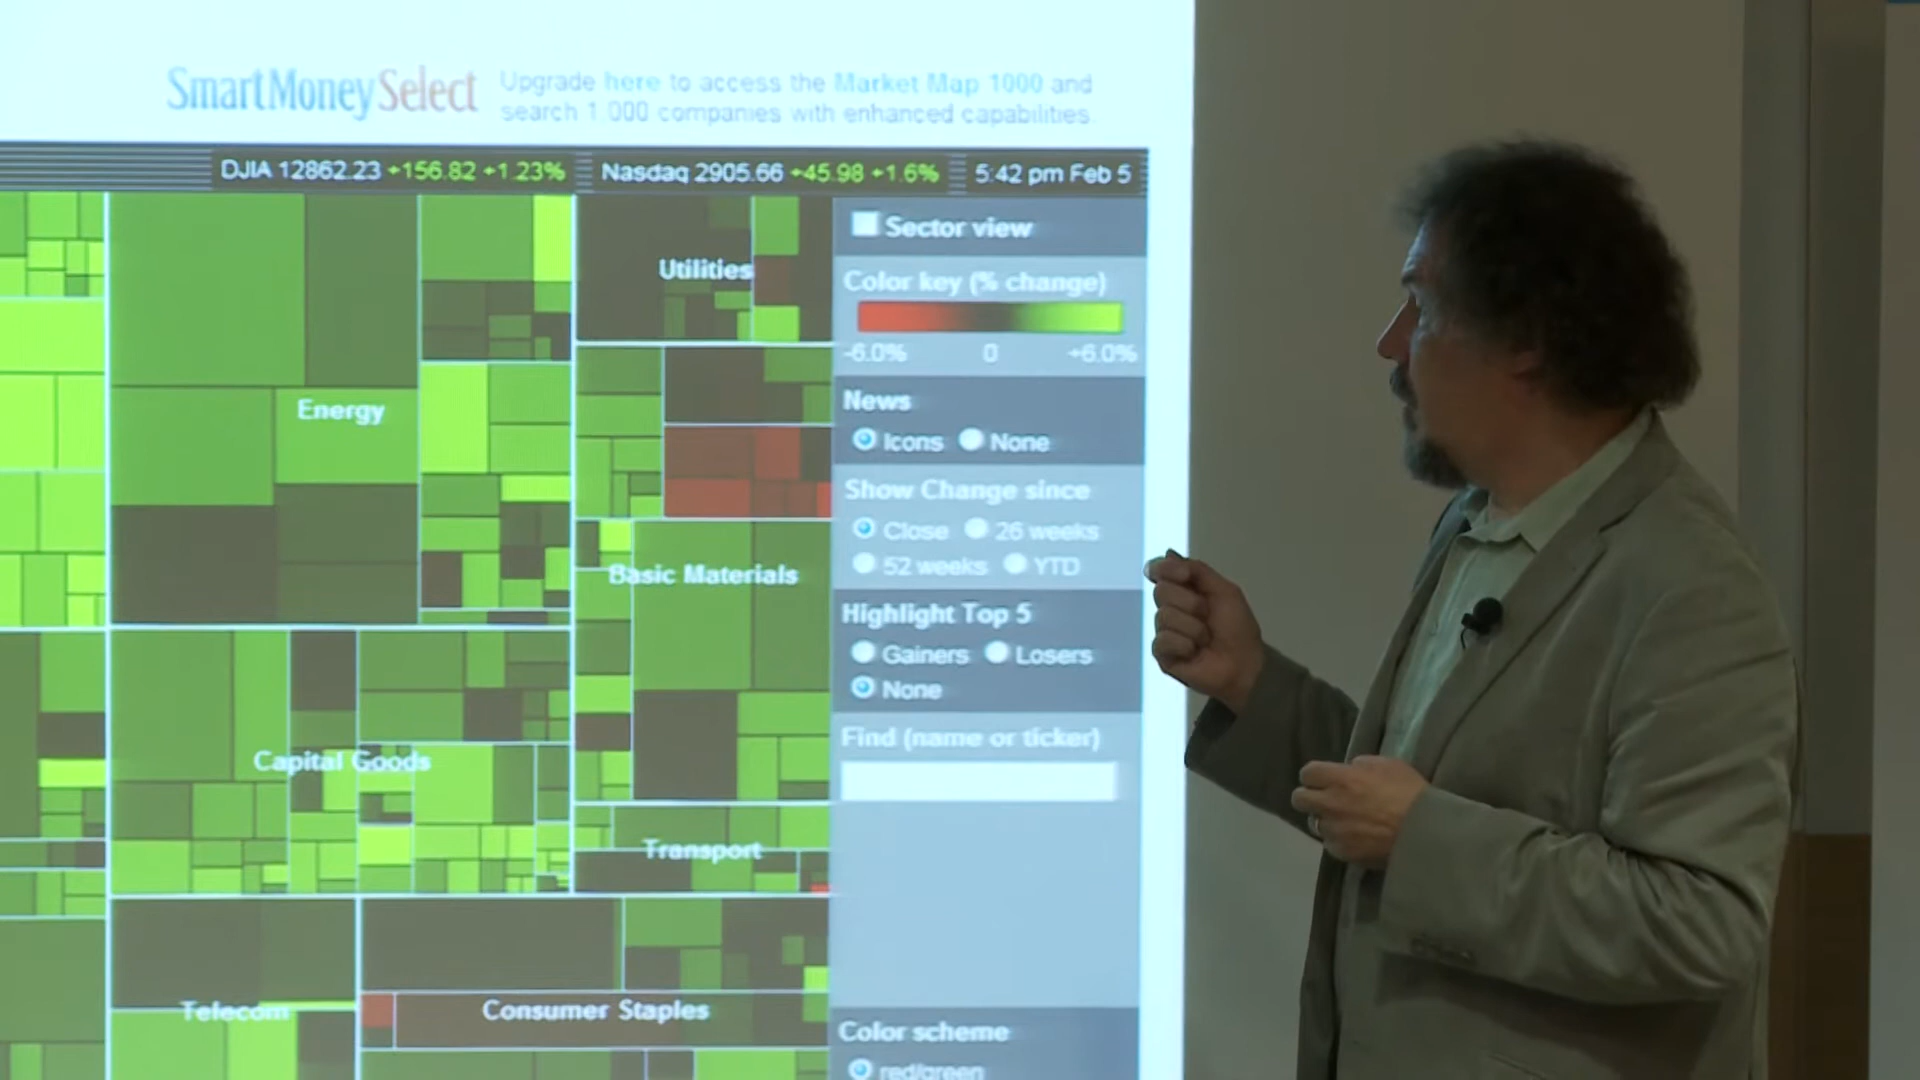 SmartMoneySelect
Upgrade here to access the Market Map 1000 and
search 1,000 companies with enhanced capabilities.
DJIA 12862.23 +156.82 +1.23% Nasdaq 2905.66 +45.98 +1.6% 5:42 pm Feb 5
Sector view
Color key (% change)
-6.0% 0 +6.0%
News
Icons None
Show Change since
Close 26 weeks
52 weeks YTD
Highlight Top 5
Gainers Losers
None
Find (name or ticker)
Color scheme
red/green
Utilities
Energy
Basic Materials
Capital Goods
Transport
Telecom
Consumer Staples